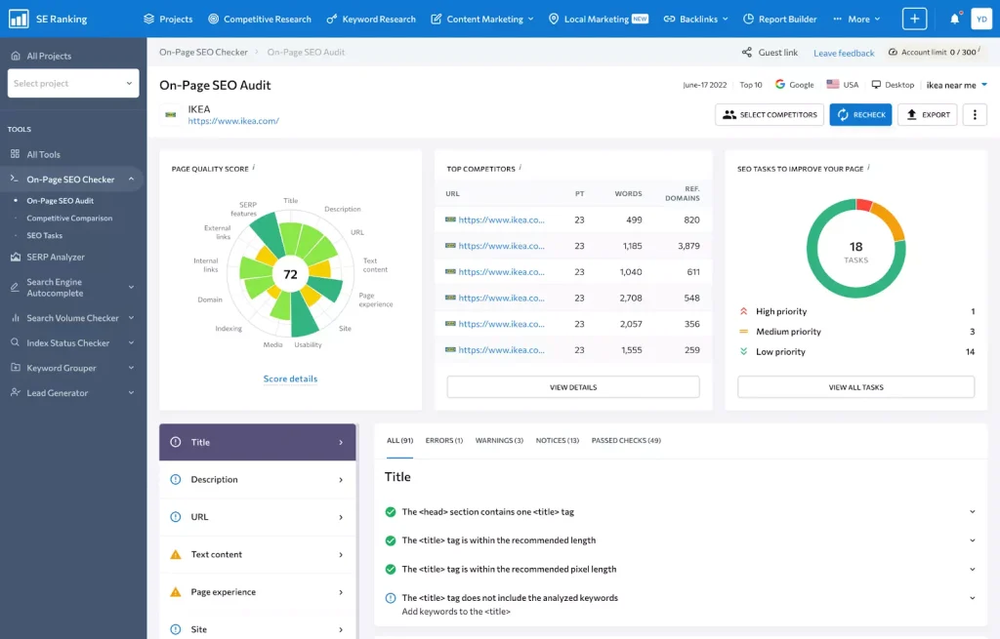 SE Ranking
Projects
Competitive Research
Keyword Research
Content Marketing
Local Marketing NEW
Backlinks
Report Builder
More
YD
All Projects
Select project
TOOLS
All Tools
On-Page SEO Checker
On-Page SEO Audit
Competitive Comparison
SEO Tasks
SERP Analyzer
Search Engine
Autocomplete
Search Volume Checker
Index Status Checker
Keyword Grouper
Lead Generator
On-Page SEO Checker
On-Page SEO Audit
Guest link
Leave feedback
Account limit 0 / 300 i
On-Page SEO Audit
June-17 2022
Top 10
Google
USA
Desktop
ikea near me
IKEA
https://www.ikea.com/
SELECT COMPETITORS
RECHECK
EXPORT
PAGE QUALITY SCORE i
Title
Description
URL
Text
content
Page
experience
Site
Usability
Media
Indexing
Domain
Internal
links
External
links
SERP
features
72
Score details
TOP COMPETITORS i
URL PT WORDS REF. DOMAINS
https://www.ikea.co... 23 499 820
https://www.ikea.co... 23 1,185 3,879
https://www.ikea.co... 23 1,040 611
https://www.ikea.co... 23 2,708 548
https://www.ikea.co... 23 2,057 356
https://www.ikea.co... 23 1,555 259
VIEW DETAILS
SEO TASKS TO IMPROVE YOUR PAGE i
18
TASKS
High priority 1
Medium priority 3
Low priority 14
VIEW ALL TASKS
Title
Description
URL
Text content
Page experience
Site
ALL (91) ERRORS (1) WARNINGS (3) NOTICES (13) PASSED CHECKS (49)
Title
The <head> section contains one <title> tag
The <title> tag is within the recommended length
The <title> tag is within the recommended pixel length
The <title> tag does not include the analyzed keywords
Add keywords to the <title>